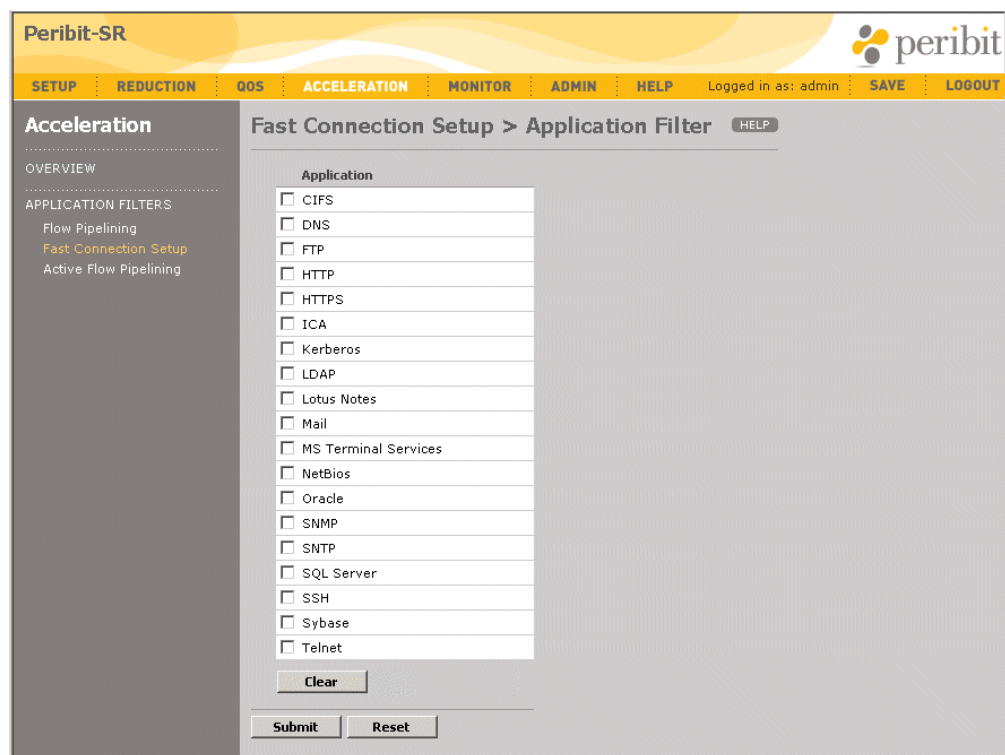 Peribit-SR
peribit
SETUP REDUCTION QOS ACCELERATION MONITOR ADMIN HELP Logged in as: admin SAVE LOGOUT
Acceleration
OVERVIEW
APPLICATION FILTERS
Flow Pipelining
Fast Connection Setup
Active Flow Pipelining
Fast Connection Setup > Application Filter HELP
Application
CIFS
DNS
FTP
HTTP
HTTPS
ICA
Kerberos
LDAP
Lotus Notes
Mail
MS Terminal Services
NetBios
Oracle
SNMP
SNTP
SQL Server
SSH
Sybase
Telnet
Clear
Submit Reset